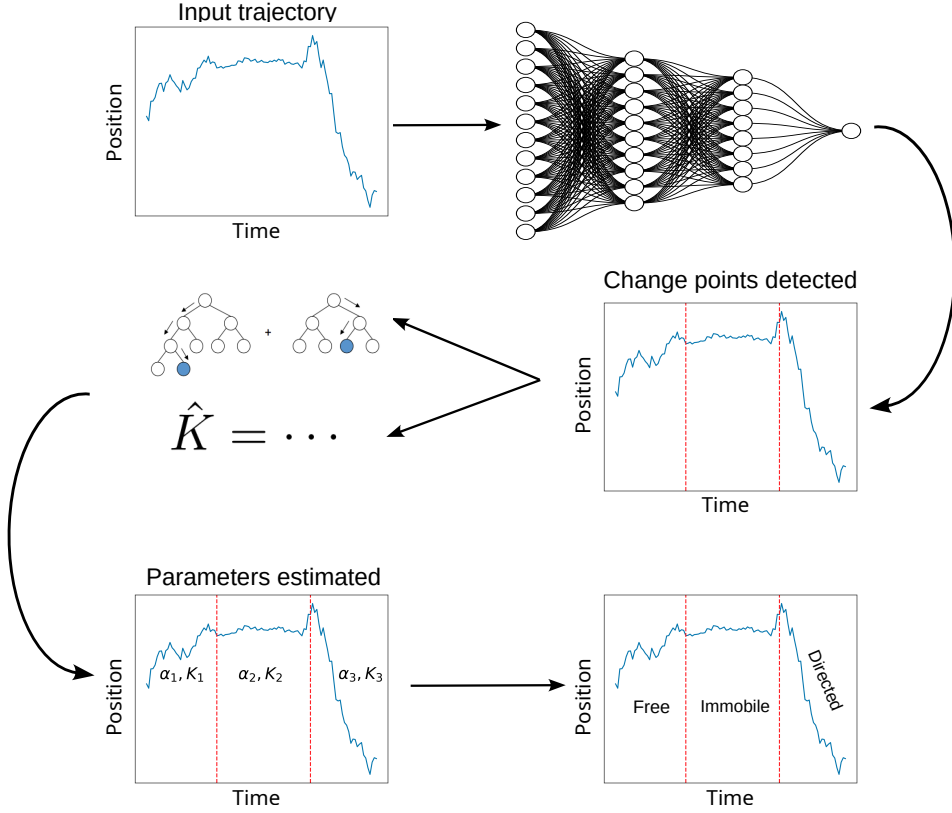 Input trajectory
Position
Time
Change points detected
Position
Time
+
K̂ = ⋯
Parameters estimated
Position
α₁, K₁
α₂, K₂
α₃, K₃
Time
Position
Free
Immobile
Directed
Time